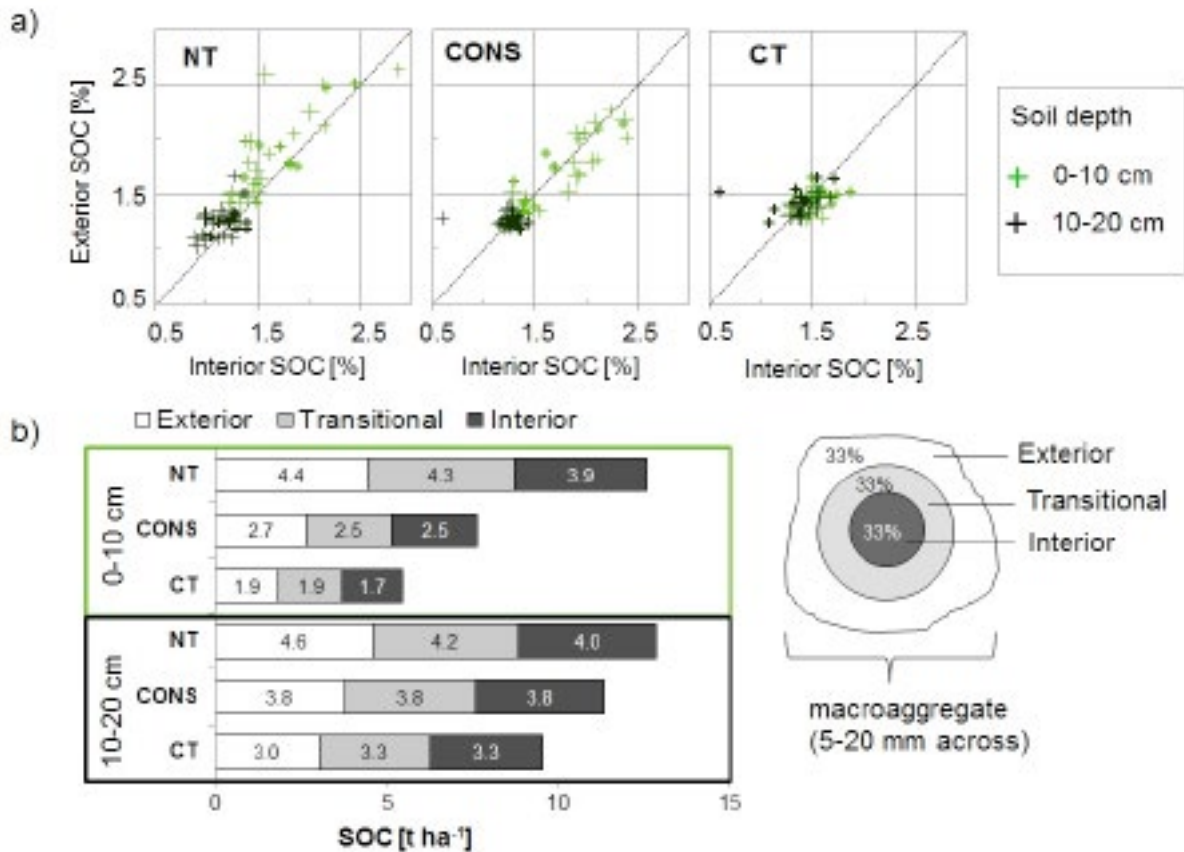 a)
NT
CONS
CT
Exterior SOC [%]
2.5
1.5
0.5
0.5 1.5 2.5
0.5 1.5 2.5
0.5 1.5 2.5
Interior SOC [%]
Interior SOC [%]
Interior SOC [%]
Soil depth
0-10 cm
10-20 cm
b)
Exterior Transitional Interior
0-10 cm
NT 4.4 4.3 3.9
CONS 2.7 2.5 2.5
CT 1.9 1.9 1.7
10-20 cm
NT 4.6 4.2 4.0
CONS 3.8 3.8 3.8
CT 3.0 3.3 3.3
0 5 10 15
SOC [t ha⁻¹]
33%
33%
33%
Exterior
Transitional
Interior
macroaggregate
(5-20 mm across)